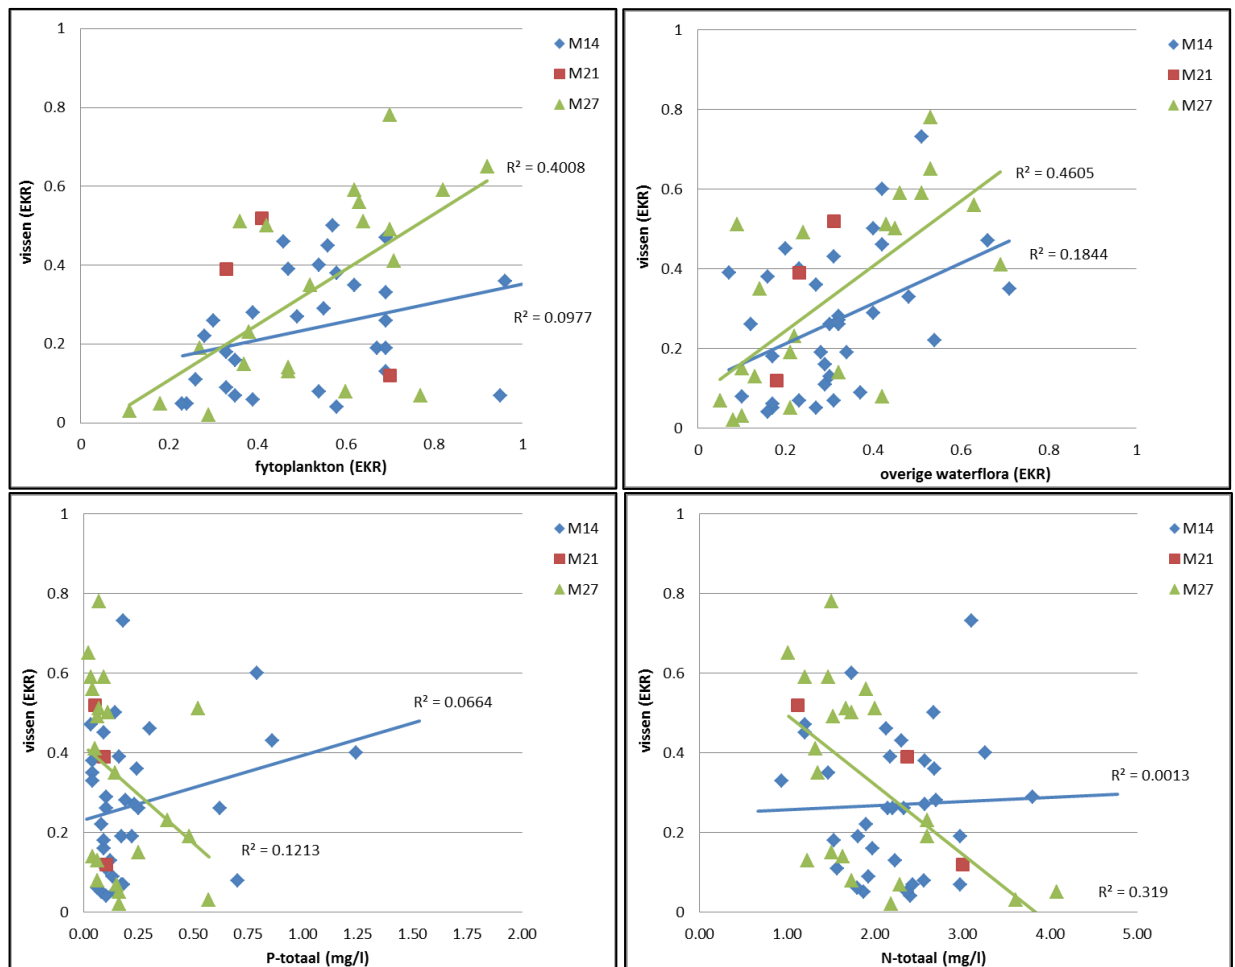 1
0.8
0.6
0.4
0.2
0
0 0.2 0.4 0.6 0.8 1
vissen (EKR)
fytoplankton (EKR)
M14
M21
M27
R² = 0.4008
R² = 0.0977
1
0.8
0.6
0.4
0.2
0
0 0.2 0.4 0.6 0.8 1
vissen (EKR)
overige waterflora (EKR)
M14
M21
M27
R² = 0.4605
R² = 0.1844
1
0.8
0.6
0.4
0.2
0
0.00 0.25 0.50 0.75 1.00 1.25 1.50 1.75 2.00
vissen (EKR)
P-totaal (mg/l)
M14
M21
M27
R² = 0.0664
R² = 0.1213
1
0.8
0.6
0.4
0.2
0
0.00 1.00 2.00 3.00 4.00 5.00
vissen (EKR)
N-totaal (mg/l)
M14
M21
M27
R² = 0.0013
R² = 0.319